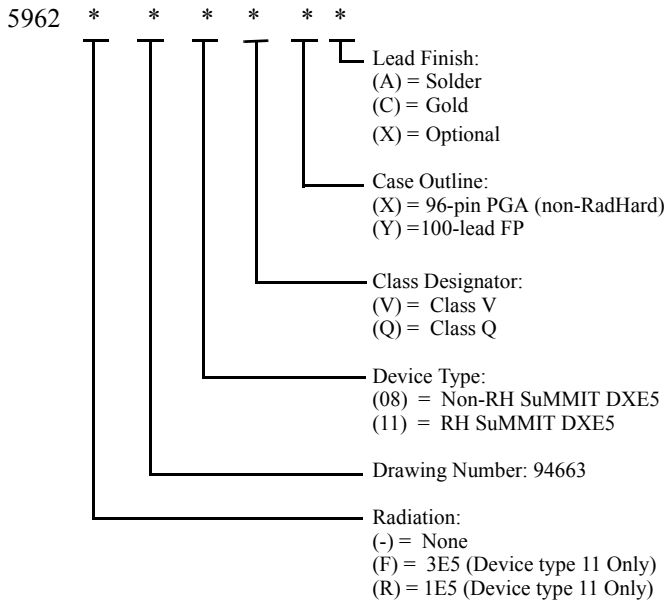 5962 * * * * * *
Lead Finish:
(A) = Solder
(C) = Gold
(X) = Optional
Case Outline:
(X) = 96-pin PGA (non-RadHard)
(Y) =100-lead FP
Class Designator:
(V) = Class V
(Q) = Class Q
Device Type:
(08) = Non-RH SuMMIT DXE5
(11) = RH SuMMIT DXE5
Drawing Number: 94663
Radiation:
(-) = None
(F) = 3E5 (Device type 11 Only)
(R) = 1E5 (Device type 11 Only)